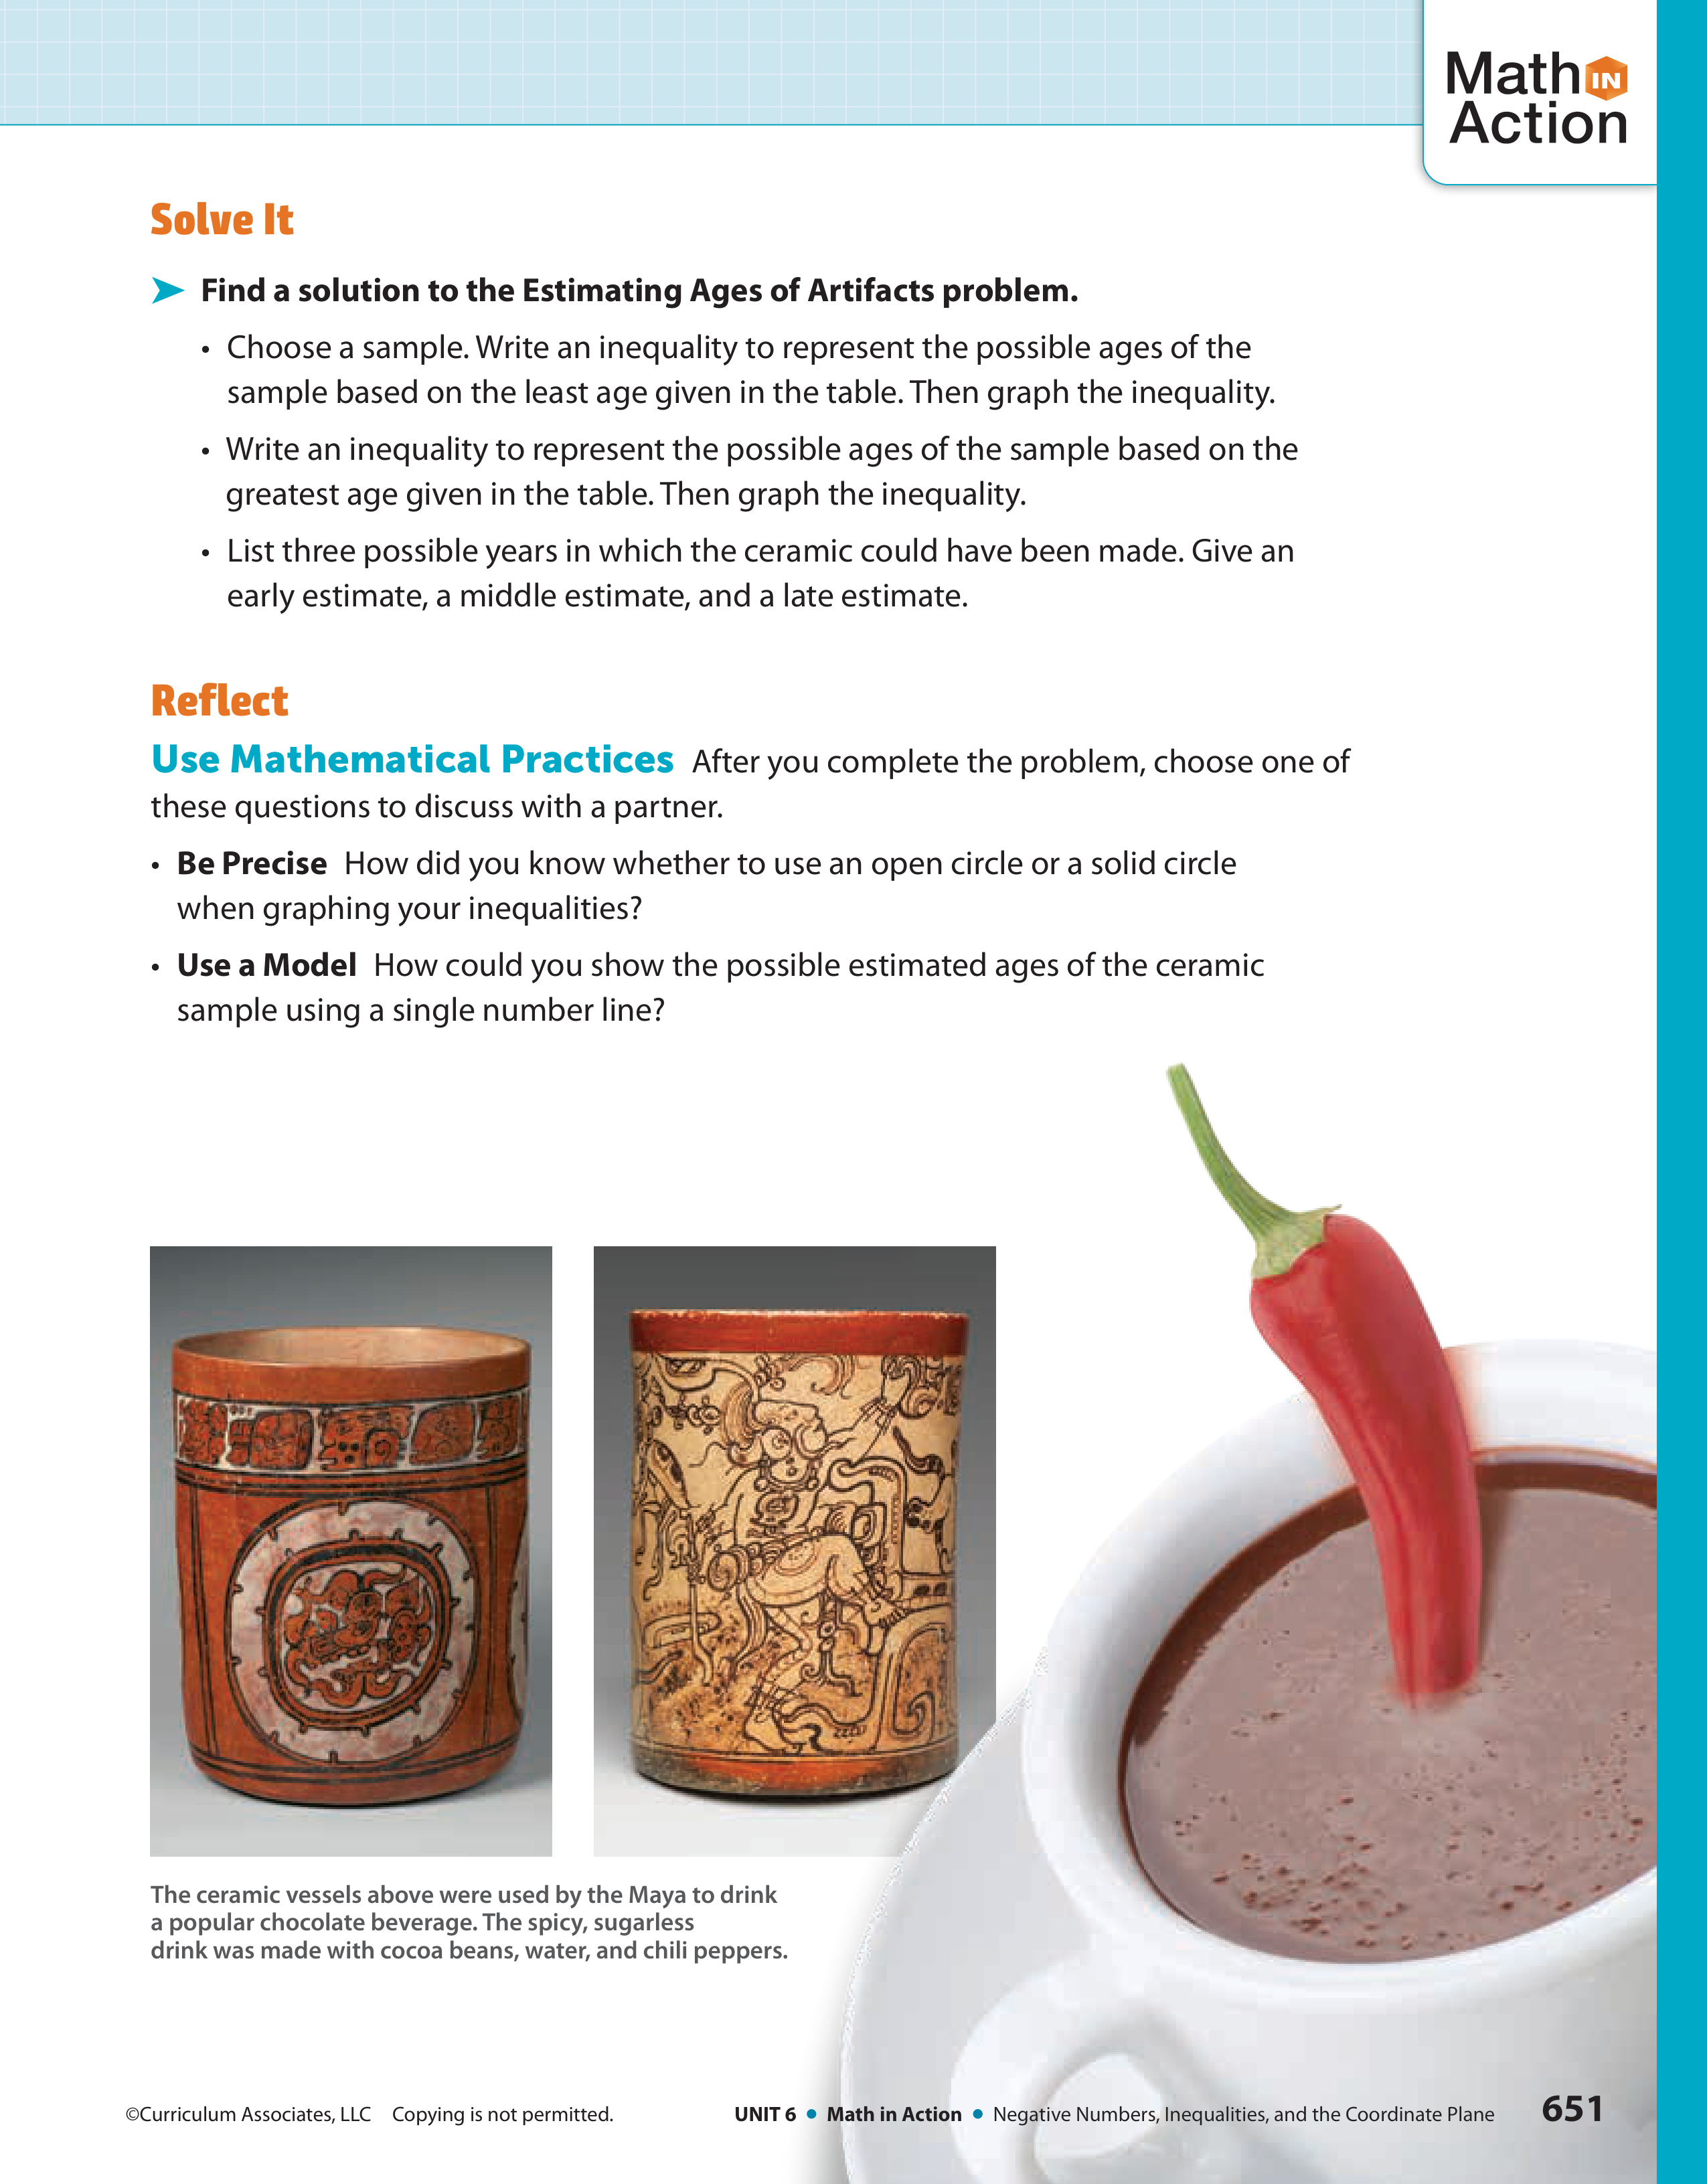 Math IN
Action
Solve It
➤ Find a solution to the Estimating Ages of Artifacts problem.
• Choose a sample. Write an inequality to represent the possible ages of the
sample based on the least age given in the table. Then graph the inequality.
• Write an inequality to represent the possible ages of the sample based on the
greatest age given in the table. Then graph the inequality.
• List three possible years in which the ceramic could have been made. Give an
early estimate, a middle estimate, and a late estimate.
Reflect
Use Mathematical Practices After you complete the problem, choose one of
these questions to discuss with a partner.
• Be Precise How did you know whether to use an open circle or a solid circle
when graphing your inequalities?
• Use a Model How could you show the possible estimated ages of the ceramic
sample using a single number line?
The ceramic vessels above were used by the Maya to drink
a popular chocolate beverage. The spicy, sugarless
drink was made with cocoa beans, water, and chili peppers.
©Curriculum Associates, LLC Copying is not permitted. UNIT 6 • Math in Action • Negative Numbers, Inequalities, and the Coordinate Plane 651